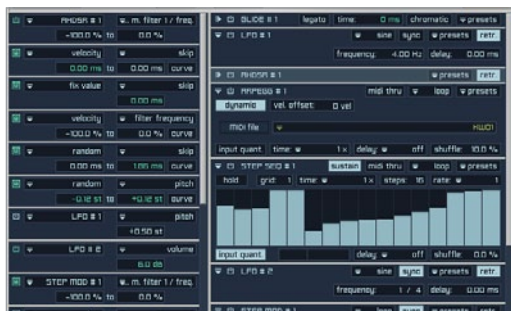 AHDSR # 1 ... m. filter 1 / freq.
-100.0 % to 0.0 %
velocity skip
0.00 ms to 0.00 ms curve
fix value skip
0.00 ms
velocity filter frequency
-100.0 % to 0.0 % curve
random skip
0.00 ms to 1.86 ms curve
random pitch
-0.12 st to +0.12 st curve
LFO # 1 pitch
+0.50 st
LFO # 2 volume
6.0 dB
STEP MOD # 1 ... m. filter 1 / freq.
-100.0 % to 0.0 %
GLIDE # 1 legato time: 0 ms chromatic presets
LFO # 1 sine sync presets retr.
frequency: 4.00 Hz delay: 0.00 ms
AHDSR # 1 presets retr.
ARPEGG # 1 midi thru loop presets
dynamic vel. offset: 0 vel
MIDI file HW01
input quant. time: 1 x delay: off shuffle: 10.0 %
STEP SEQ # 1 sustain midi thru loop presets
hold grid: 1 time: 1 x steps: 16 rate: 1
input quant. delay: off shuffle: 0.0 %
LFO # 2 sine sync presets retr.
frequency: 1 / 4 delay: 0.00 ms